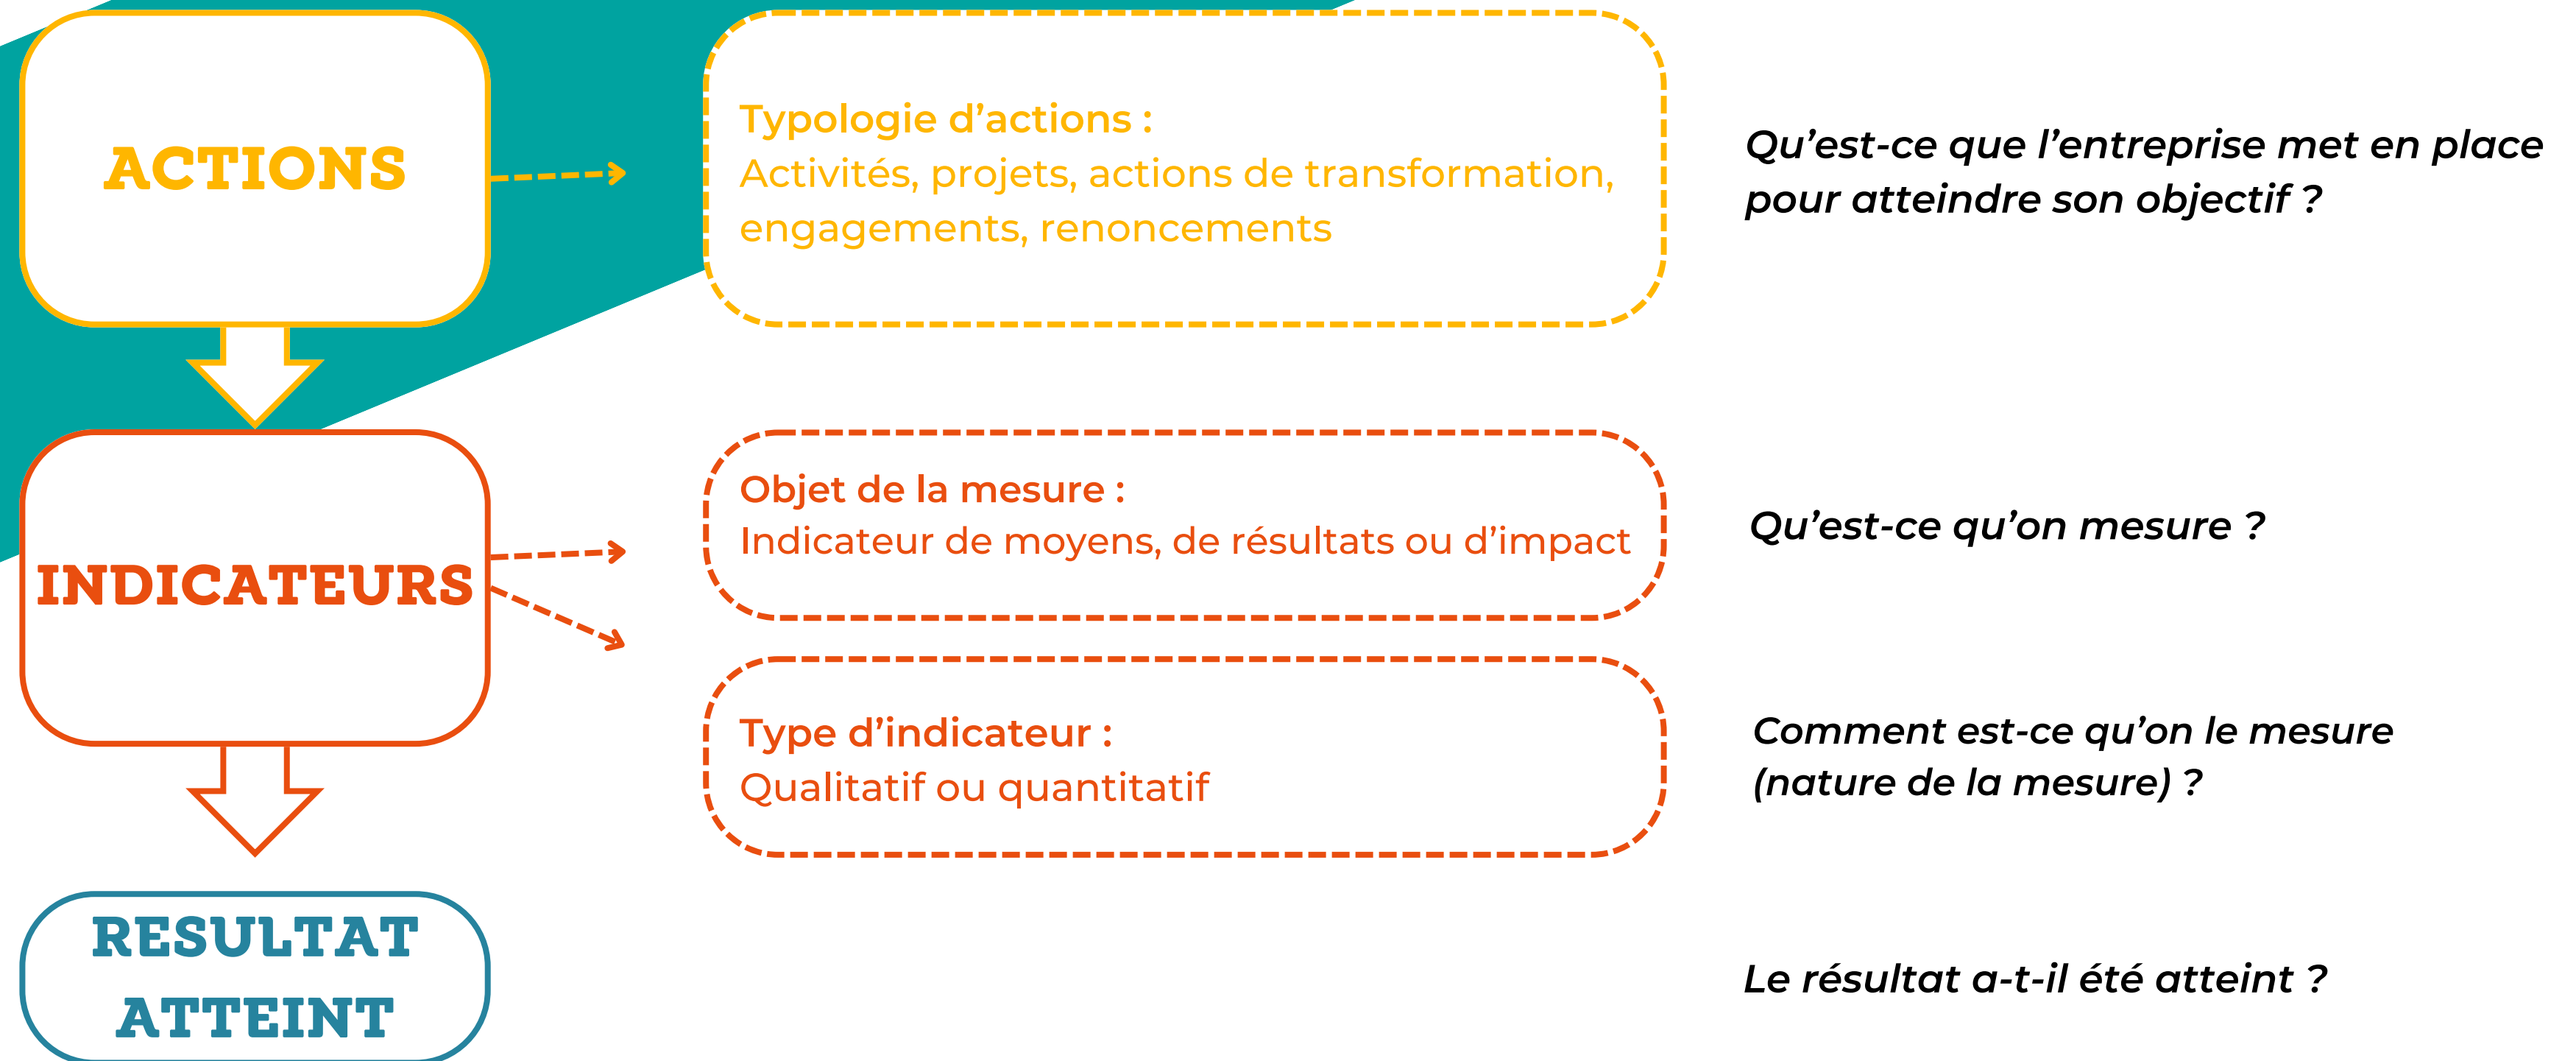 ACTIONS
Typologie d’actions :
Activités, projets, actions de transformation,
engagements, renoncements
Qu’est-ce que l’entreprise met en place
pour atteindre son objectif ?
INDICATEURS
Objet de la mesure :
Indicateur de moyens, de résultats ou d’impact
Qu’est-ce qu’on mesure ?
Type d’indicateur :
Qualitatif ou quantitatif
Comment est-ce qu’on le mesure
(nature de la mesure) ?
RESULTAT
ATTEINT
Le résultat a-t-il été atteint ?